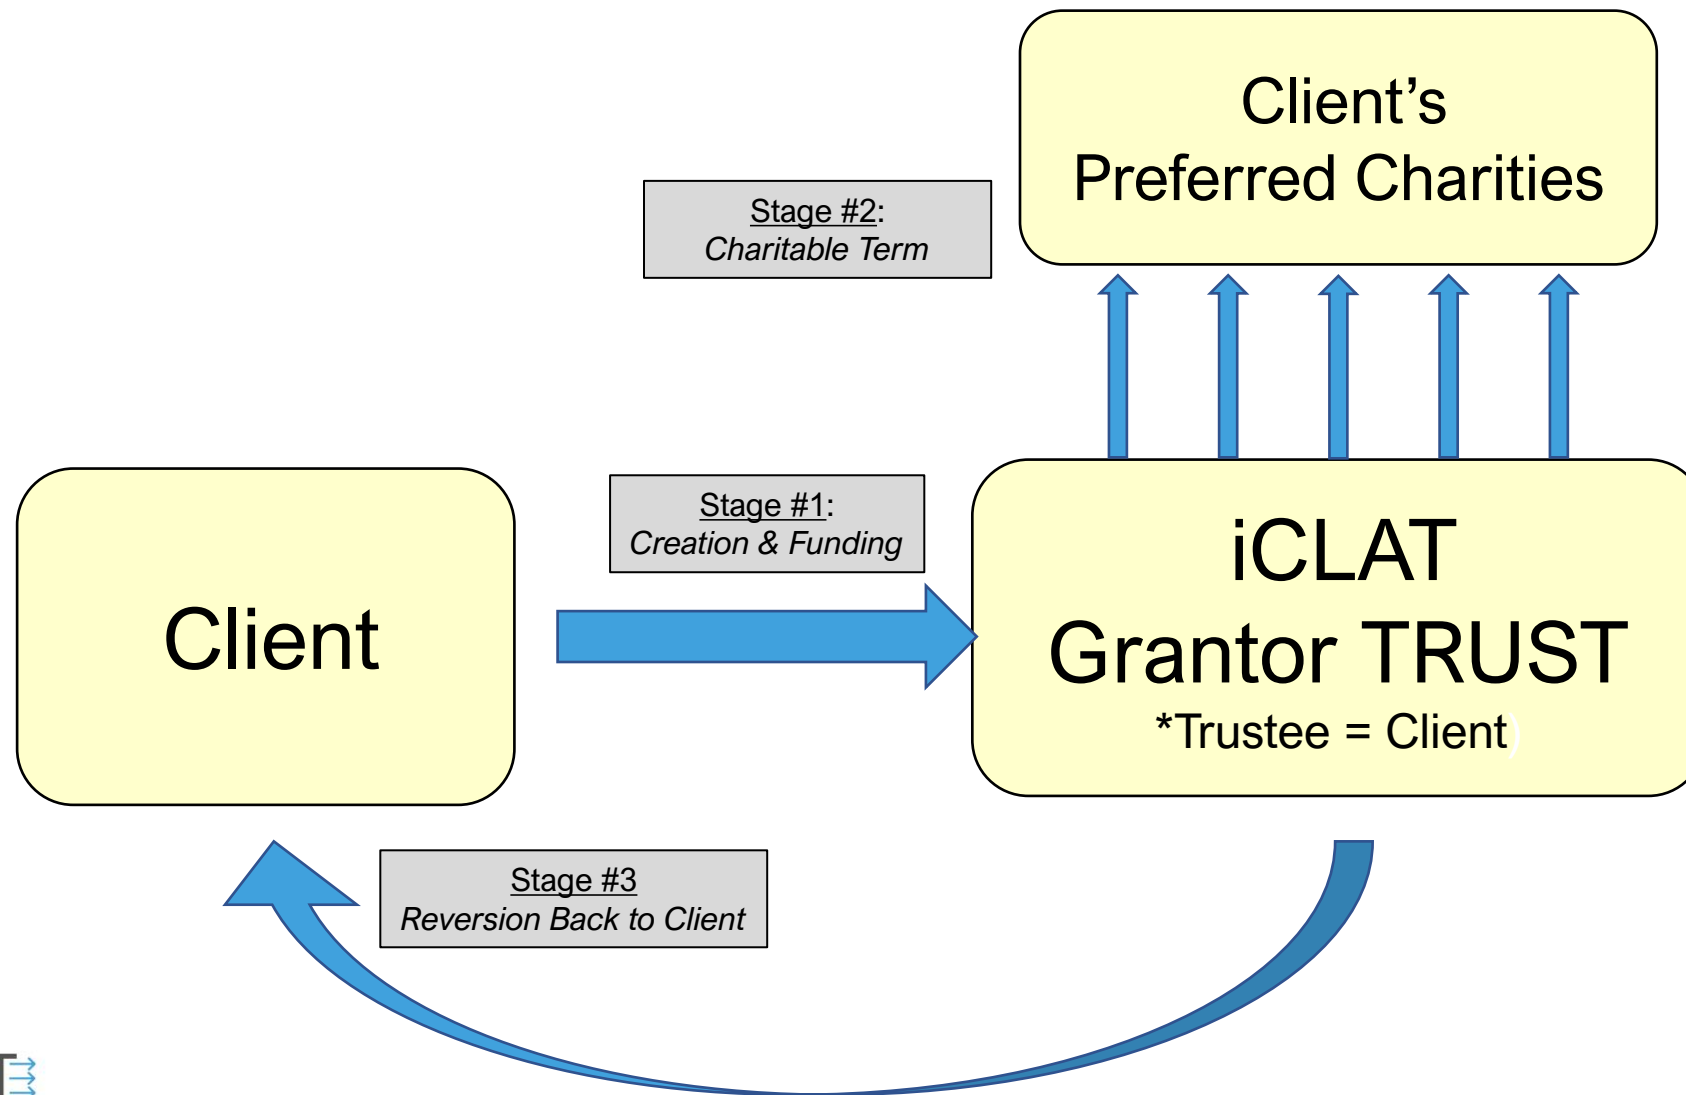 Client's
Preferred Charities
Stage #2:
Charitable Term
Stage #1:
Creation & Funding
Client
iCLAT
Grantor TRUST
*Trustee = Client)
Stage #3
Reversion Back to Client